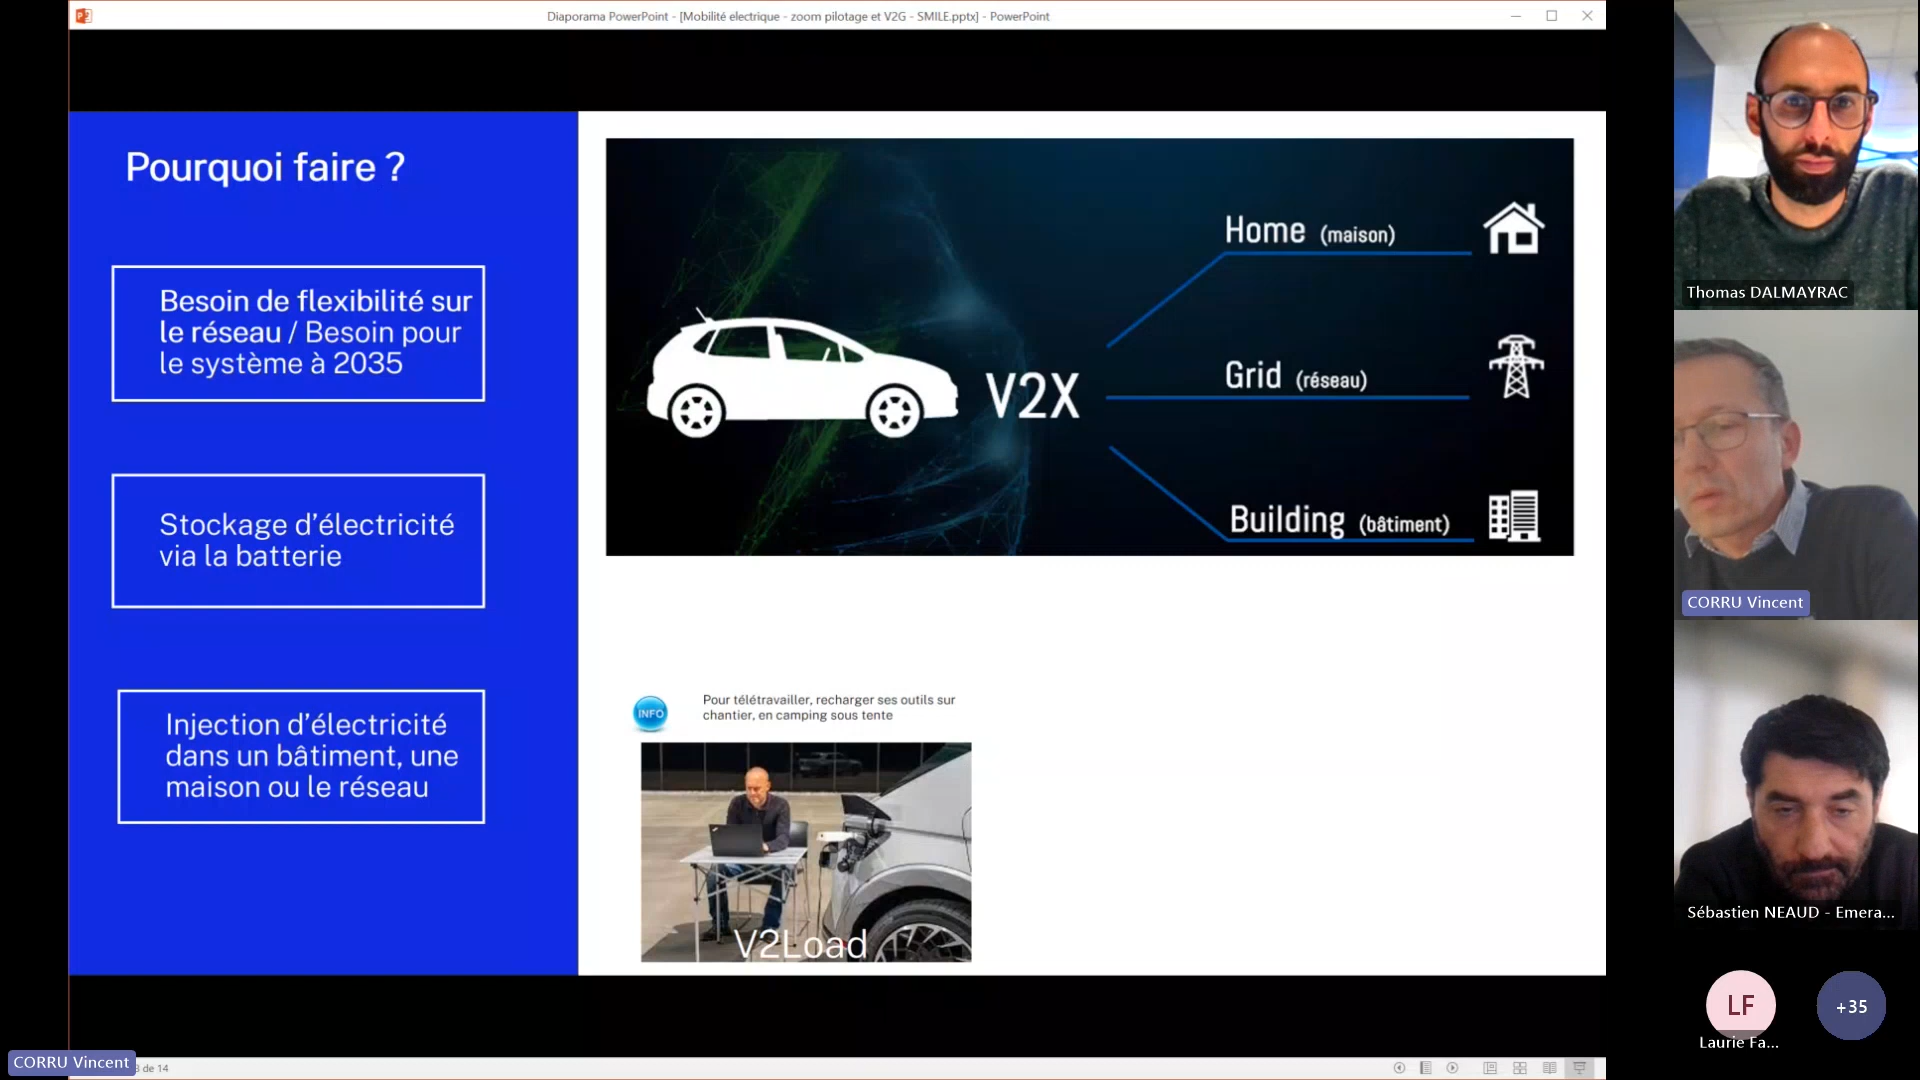 Diaporama PowerPoint - [Mobilité electrique - zoom pilotage et V2G - SMILE.pptx] - PowerPoint
Pourquoi faire ?
Besoin de flexibilité sur
le réseau / Besoin pour
le système à 2035
Stockage d'électricité
via la batterie
Injection d'électricité
dans un bâtiment, une
maison ou le réseau
V2X
Home (maison)
Grid (réseau)
Building (bâtiment)
INFO
Pour télétravailler, recharger ses outils sur
chantier, en camping sous tente
V2Load
Thomas DALMAYRAC
CORRU Vincent
Sébastien NEAUD - Emera...
LF
Laurie Fa...
+35
CORRU Vincent
de 14